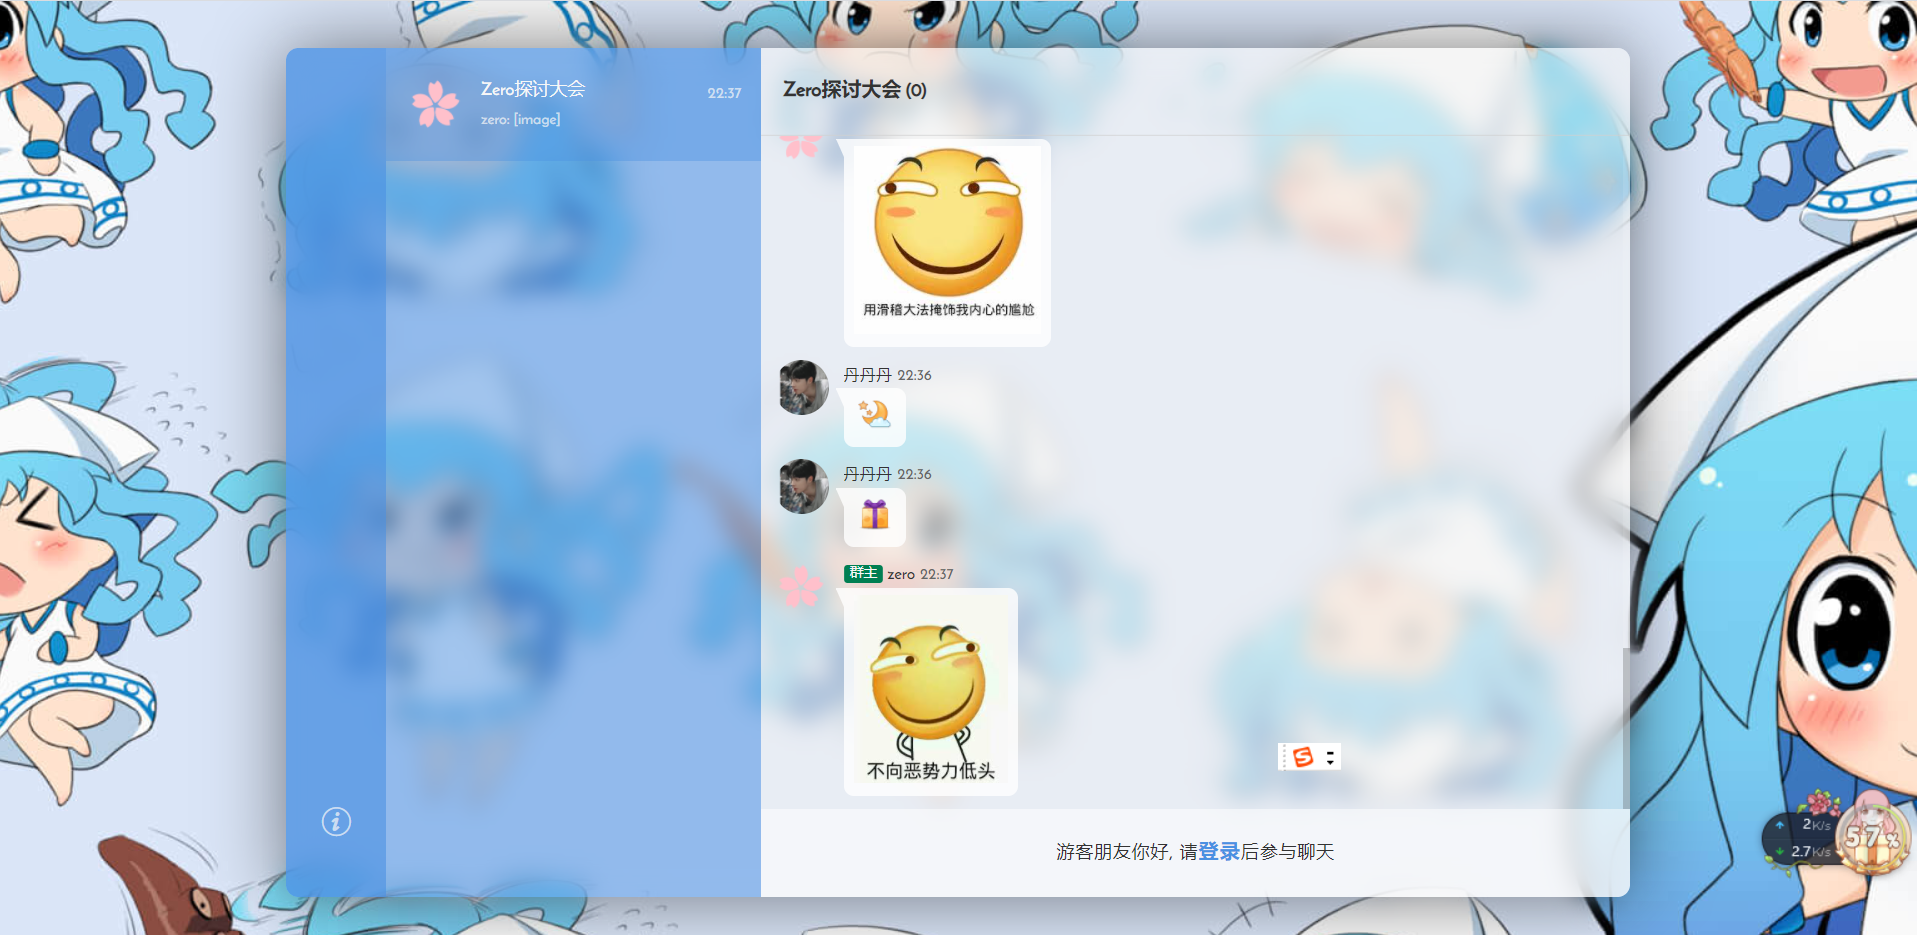 Zero探讨大会
22:37
zero: [image]
Zero探讨大会 (0)
用滑稽大法掩饰我内心的尴尬
丹丹丹 22:36
丹丹丹 22:36
群主 zero 22:37
不向恶势力低头
S
游客朋友你好, 请登录后参与聊天
2K/s
2.7K/s
57%